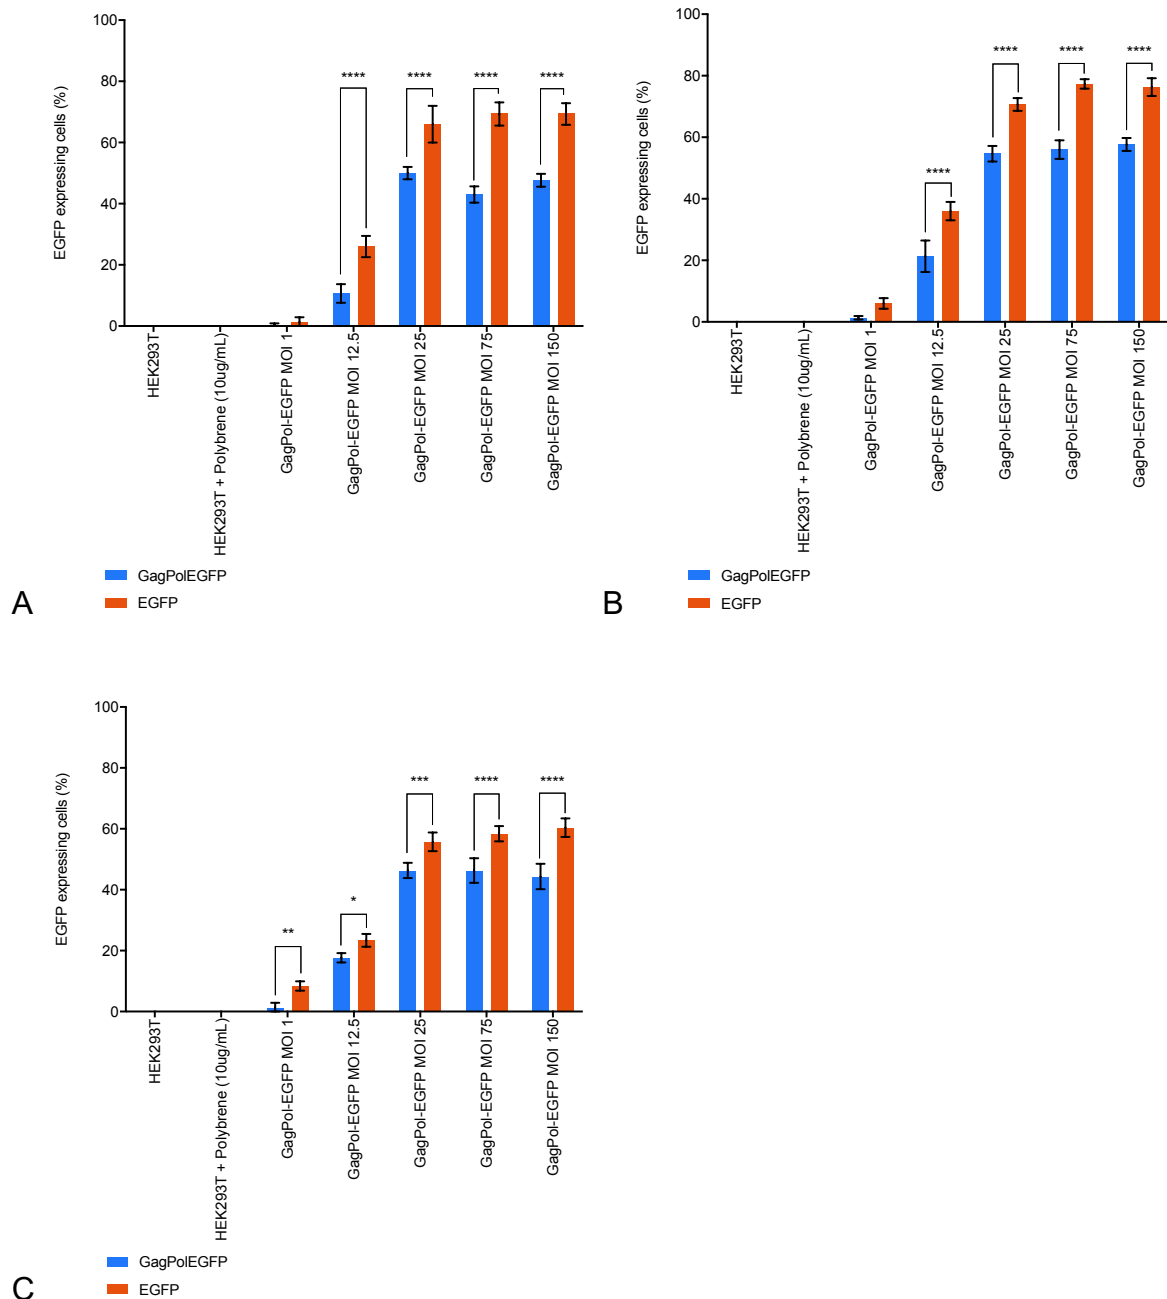 100
80
60
40
20
0
EGFP expressing cells (%)
**** **** **** ****
HEK293T
HEK293T + Polybrene (10ug/mL)
GagPol-EGFP MOI 1
GagPol-EGFP MOI 12.5
GagPol-EGFP MOI 25
GagPol-EGFP MOI 75
GagPol-EGFP MOI 150
GagPolEGFP
EGFP
A
100
80
60
40
20
0
EGFP expressing cells (%)
**** **** ****
****
HEK293T
HEK293T + Polybrene (10ug/mL)
GagPol-EGFP MOI 1
GagPol-EGFP MOI 12.5
GagPol-EGFP MOI 25
GagPol-EGFP MOI 75
GagPol-EGFP MOI 150
GagPolEGFP
EGFP
B
100
80
60
40
20
0
EGFP expressing cells (%)
*** **** ****
*
**
HEK293T
HEK293T + Polybrene (10ug/mL)
GagPol-EGFP MOI 1
GagPol-EGFP MOI 12.5
GagPol-EGFP MOI 25
GagPol-EGFP MOI 75
GagPol-EGFP MOI 150
GagPolEGFP
EGFP
C